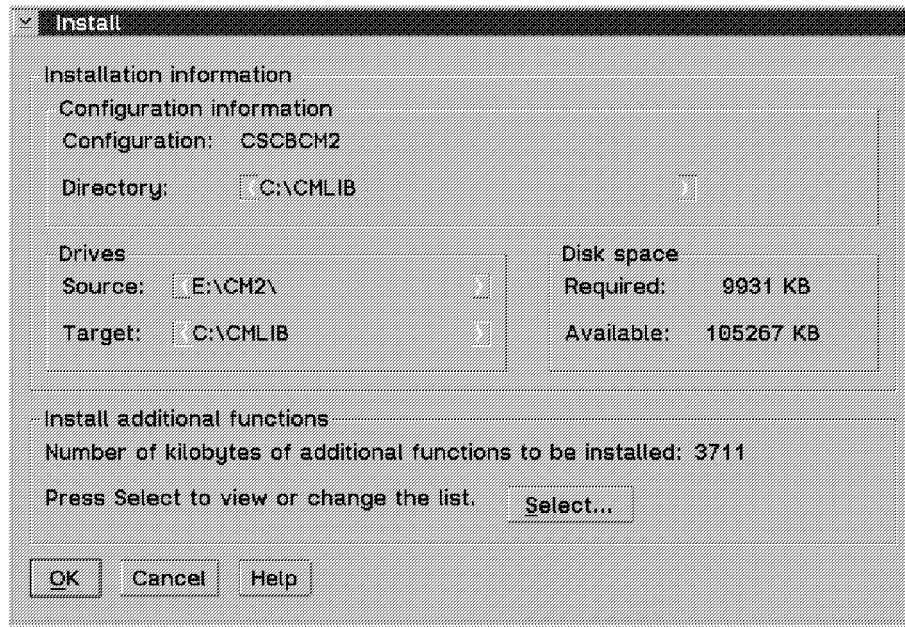 Install
Installation information
Configuration information
Configuration: CSCBCM2
Directory: C:\CMLIB
Drives
Source: E:\CM2\
Target: C:\CMLIB
Disk space
Required: 9931 KB
Available: 105267 KB
Install additional functions
Number of kilobytes of additional functions to be installed: 3711
Press Select to view or change the list. Select...
OK Cancel Help